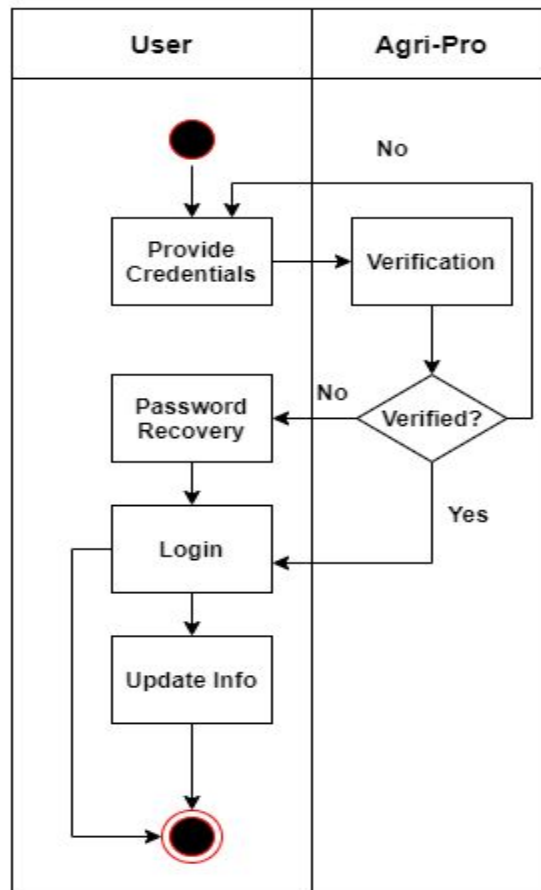 User
Agri-Pro
No
Provide
Credentials
Verification
Password
Recovery
No
Verified?
Yes
Login
Update Info